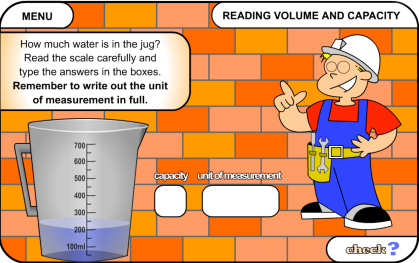 MENU
READING VOLUME AND CAPACITY
How much water is in the jug?
Read the scale carefully and
type the answers in the boxes.
Remember to write out the unit
of measurement in full.
700
600
500
400
300
200
100ml
capacity
unit of measurement
check?